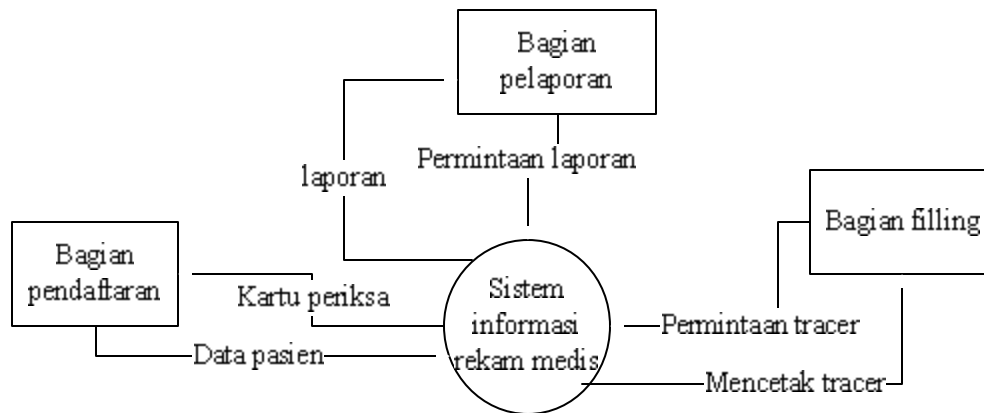 Bagian
pelaporan
Permintaan laporan
laporan
Bagian filling
Bagian
pendaftaran
Kartu periksa
Sistem
informasi
rekam medis
Permintaan tracer
Data pasien
Mencetak tracer